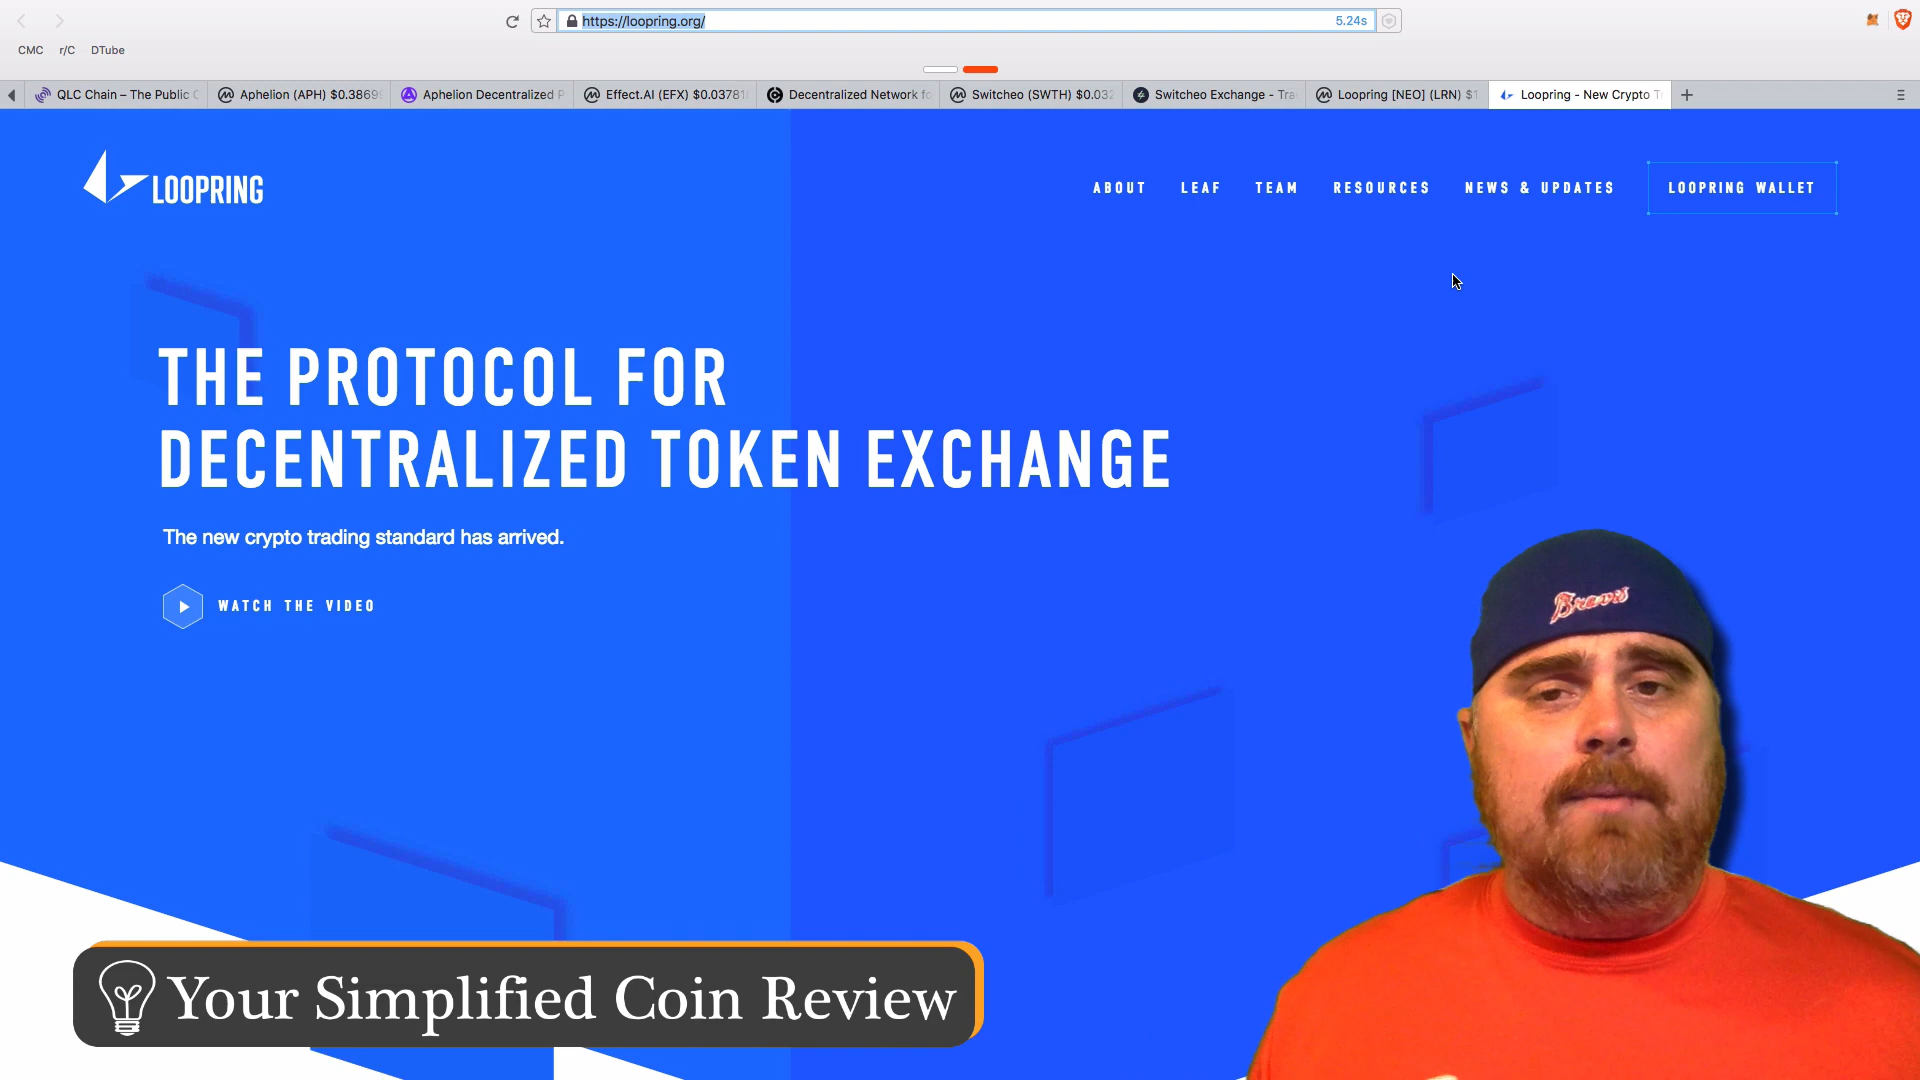 https://loopring.org/
5.24s
CMC r/C DTube
QLC Chain – The Public
Aphelion (APH) $0.3869
Aphelion Decentralized P
Effect.AI (EFX) $0.0378
Decentralized Network fo
Switcheo (SWTH) $0.03
Switcheo Exchange - Tra
Loopring [NEO] (LRN) $
Loopring - New Crypto T
LOOPRING
ABOUT LEAF TEAM RESOURCES NEWS & UPDATES LOOPRING WALLET
THE PROTOCOL FOR
DECENTRALIZED TOKEN EXCHANGE
The new crypto trading standard has arrived.
WATCH THE VIDEO
Braves
Your Simplified Coin Review